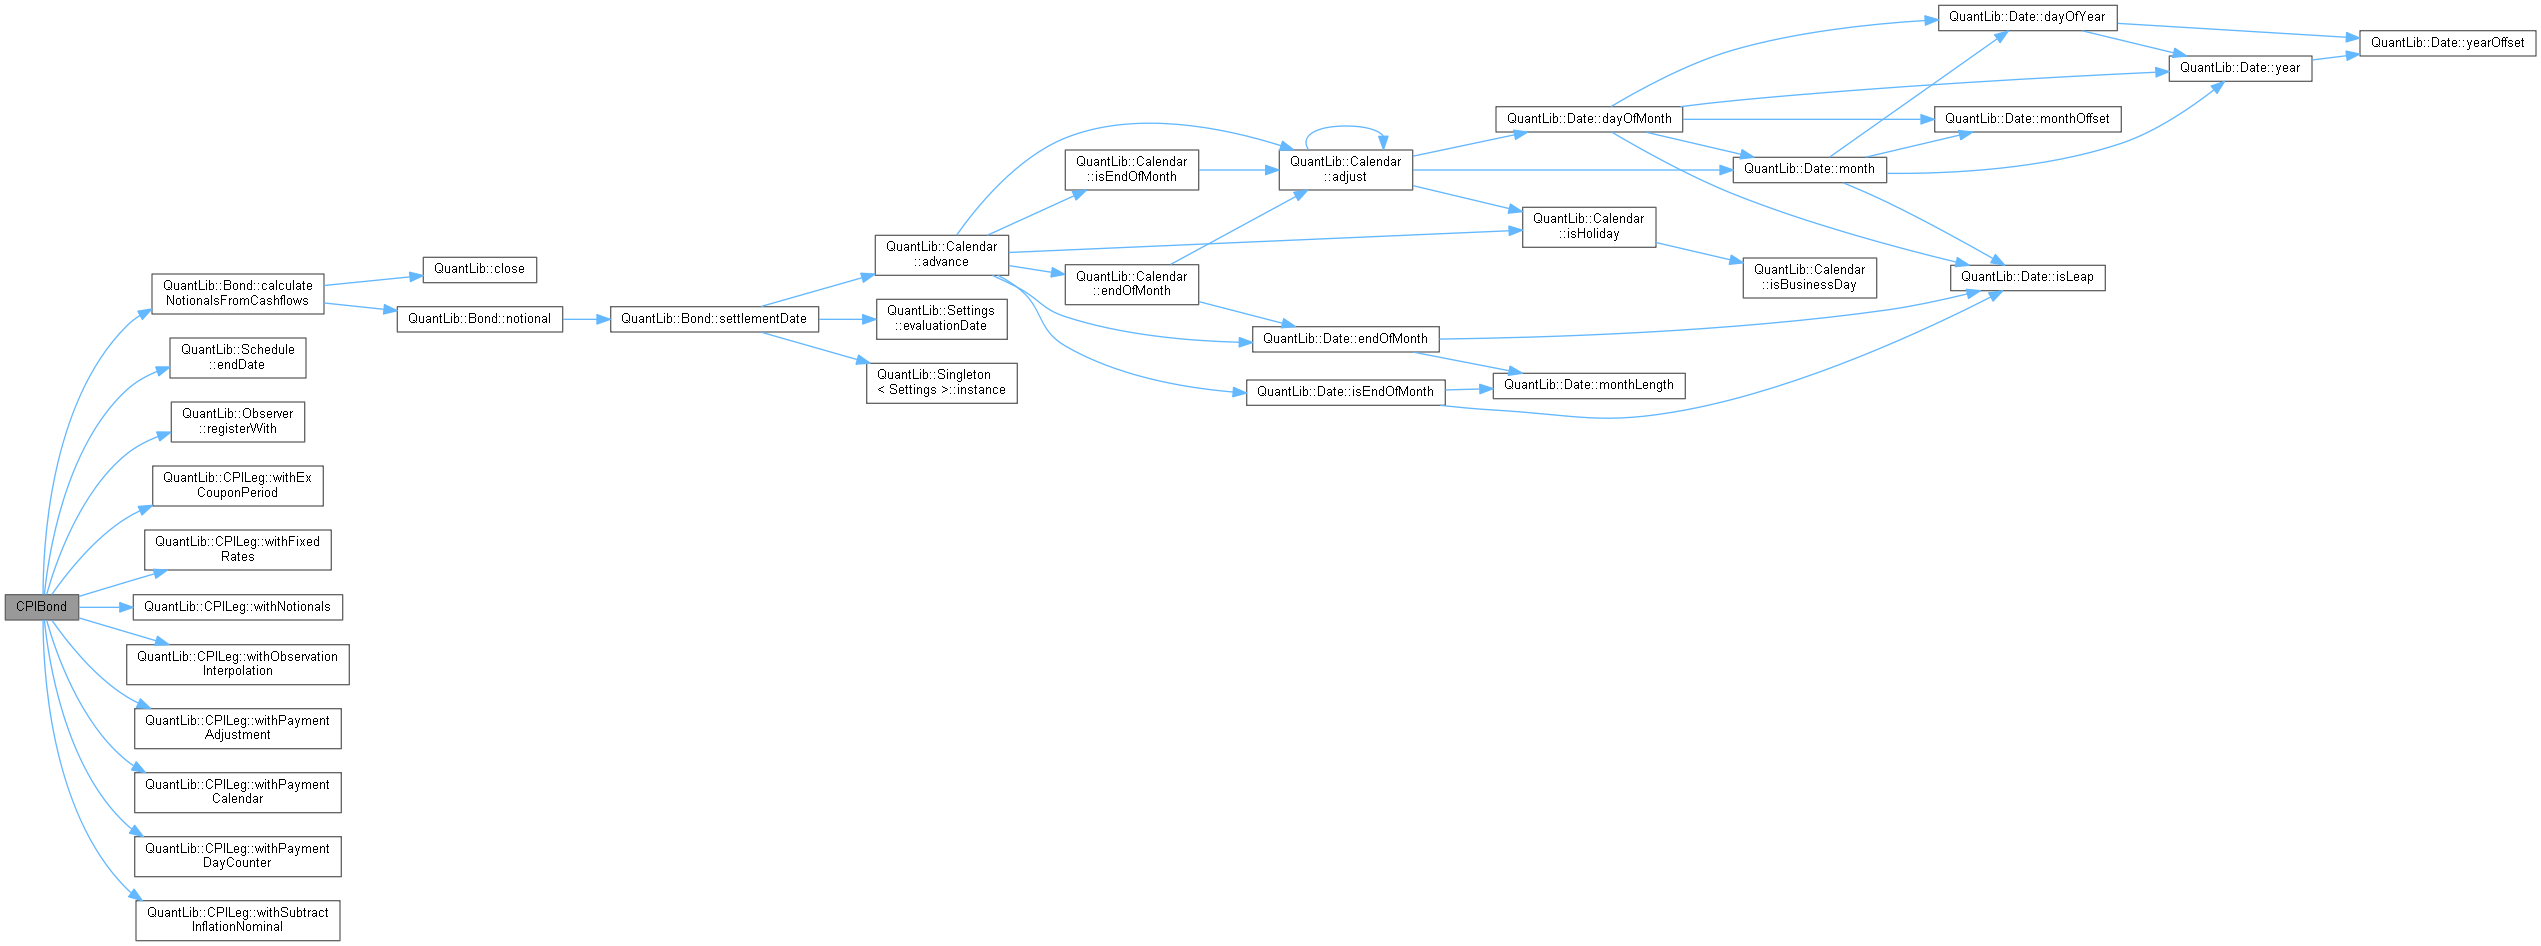 CPIBond
QuantLib::Bond::calculate
NotionalsFromCashflows
QuantLib::Schedule
::endDate
QuantLib::Observer
::registerWith
QuantLib::CPILeg::withEx
CouponPeriod
QuantLib::CPILeg::withFixed
Rates
QuantLib::CPILeg::withNotionals
QuantLib::CPILeg::withObservation
Interpolation
QuantLib::CPILeg::withPayment
Adjustment
QuantLib::CPILeg::withPayment
Calendar
QuantLib::CPILeg::withPayment
DayCounter
QuantLib::CPILeg::withSubtract
InflationNominal
QuantLib::close
QuantLib::Bond::notional
QuantLib::Bond::settlementDate
QuantLib::Calendar
::advance
QuantLib::Settings
::evaluationDate
QuantLib::Singleton
< Settings >::instance
QuantLib::Calendar
::isEndOfMonth
QuantLib::Calendar
::endOfMonth
QuantLib::Calendar
::adjust
QuantLib::Date::endOfMonth
QuantLib::Date::isEndOfMonth
QuantLib::Date::dayOfMonth
QuantLib::Calendar
::isHoliday
QuantLib::Date::monthLength
QuantLib::Date::month
QuantLib::Calendar
::isBusinessDay
QuantLib::Date::dayOfYear
QuantLib::Date::monthOffset
QuantLib::Date::isLeap
QuantLib::Date::year
QuantLib::Date::yearOffset